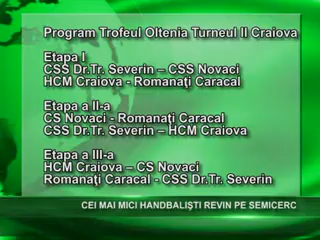 Program Trofeul Oltenia Turneul II Craiova
Etapa I
CSS Dr.Tr. Severin – CSS Novaci
HCM Craiova - Romanaţi Caracal
Etapa a II-a
CS Novaci - Romanaţi Caracal
CSS Dr.Tr. Severin – HCM Craiova
Etapa a III-a
HCM Craiova – CS Novaci
Romanaţi Caracal - CSS Dr.Tr. Severin
CEI MAI MICI HANDBALIŞTI REVIN PE SEMICERC